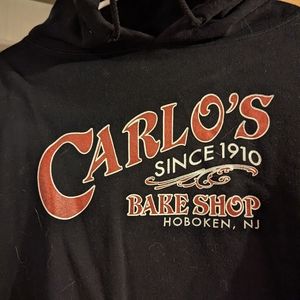 CARLO'S
SINCE 1910
BAKE SHOP
HOBOKEN, NJ